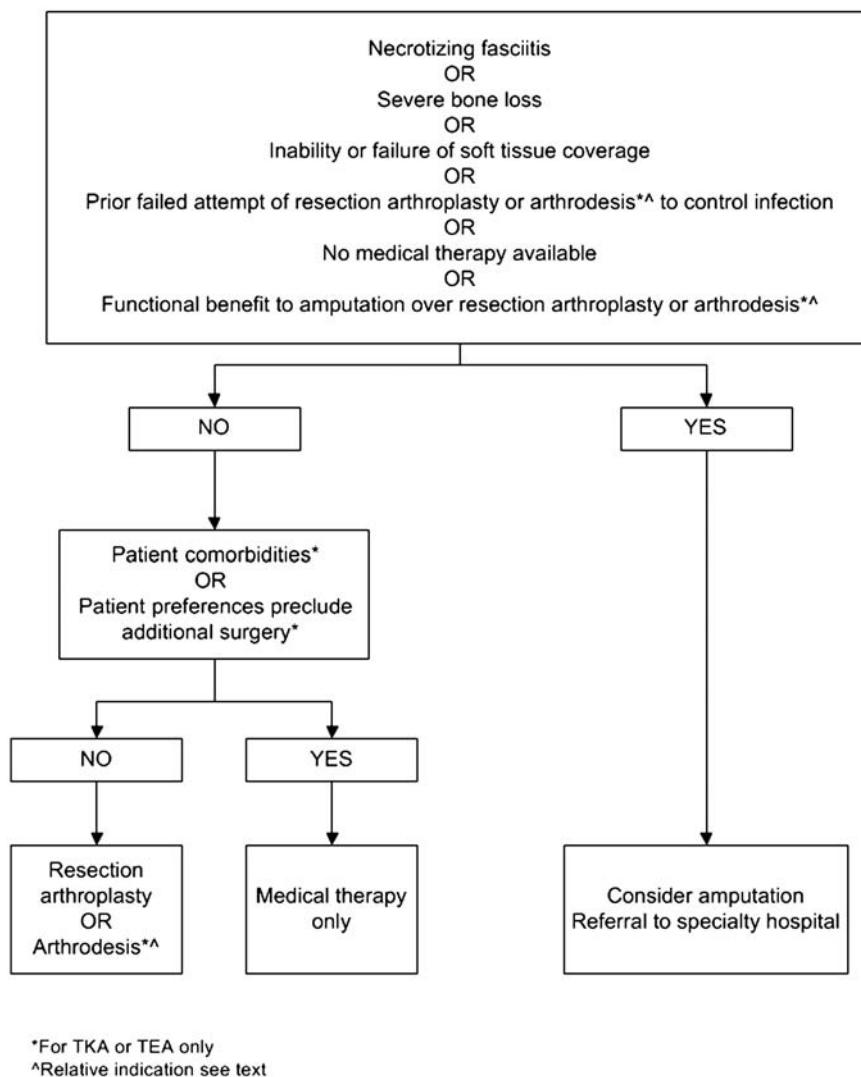 Necrotizing fasciitis
OR
Severe bone loss
OR
Inability or failure of soft tissue coverage
OR
Prior failed attempt of resection arthroplasty or arthrodesis*^ to control infection
OR
No medical therapy available
OR
Functional benefit to amputation over resection arthroplasty or arthrodesis*^
NO
YES
Patient comorbidities*
OR
Patient preferences preclude
additional surgery*
NO
YES
Resection
arthroplasty
OR
Arthrodesis*^
Medical therapy
only
Consider amputation
Referral to specialty hospital
*For TKA or TEA only
^Relative indication see text